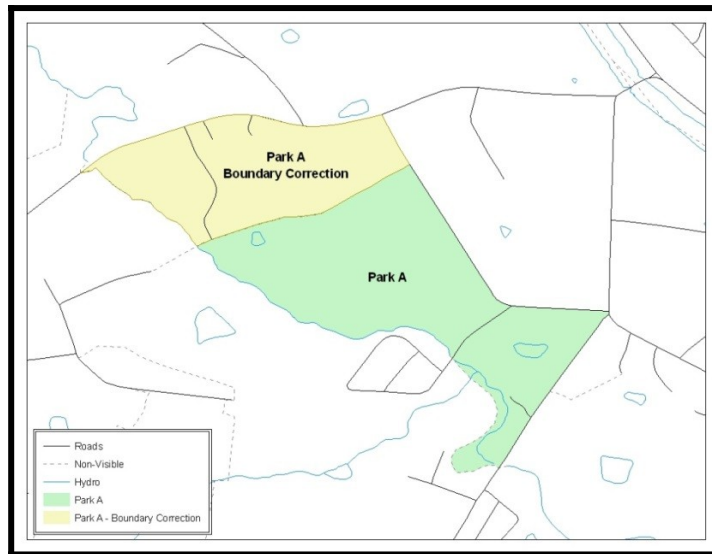 Park A
Boundary Correction
Park A
Roads
Non-Visible
Hydro
Park A
Park A - Boundary Correction